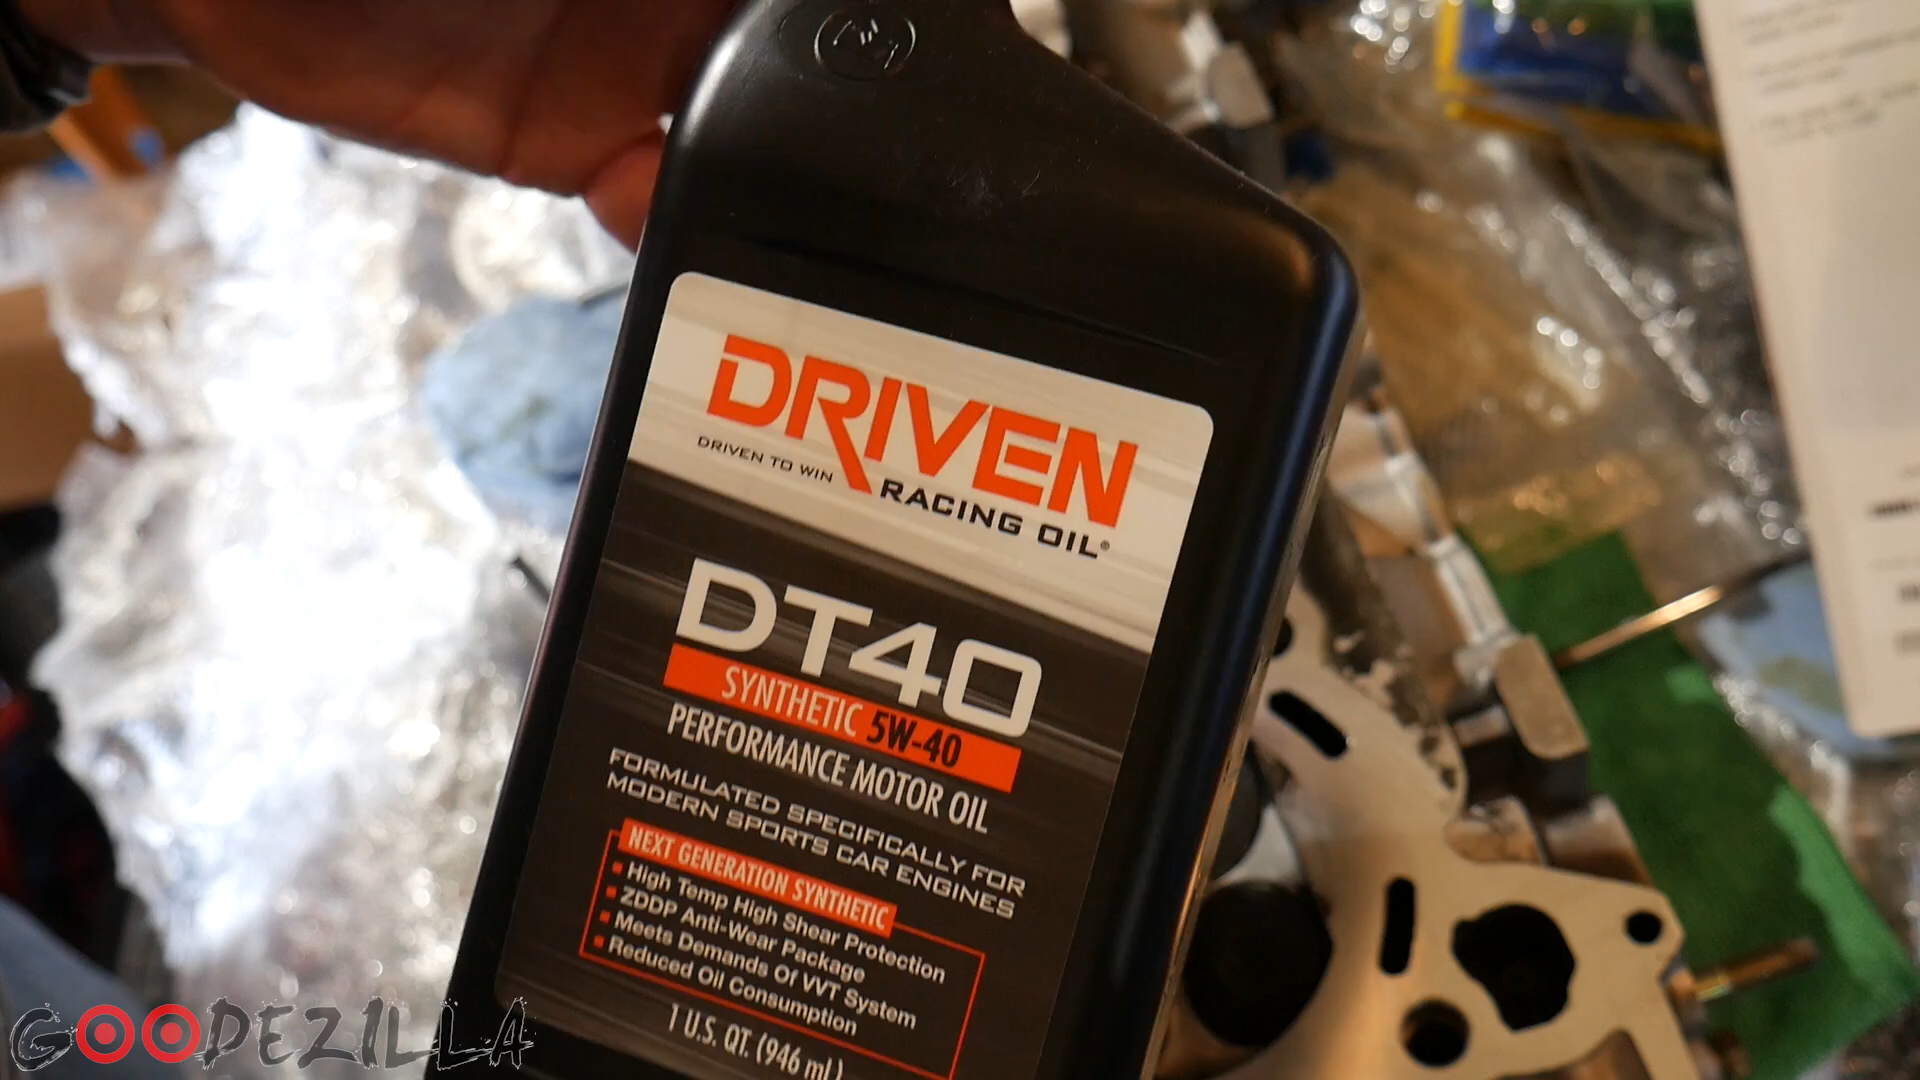 DRIVEN
DRIVEN TO WIN
RACING OIL®
DT40
SYNTHETIC 5W-40
PERFORMANCE MOTOR OIL
FORMULATED SPECIFICALLY FOR
MODERN SPORTS CAR ENGINES
NEXT GENERATION SYNTHETIC
▪ High Temp High Shear Protection
▪ ZDDP Anti-Wear Package
▪ Meets Demands Of VVT System
▪ Reduced Oil Consumption
1 U.S. QT. (946 mL)
GOODEZILLA